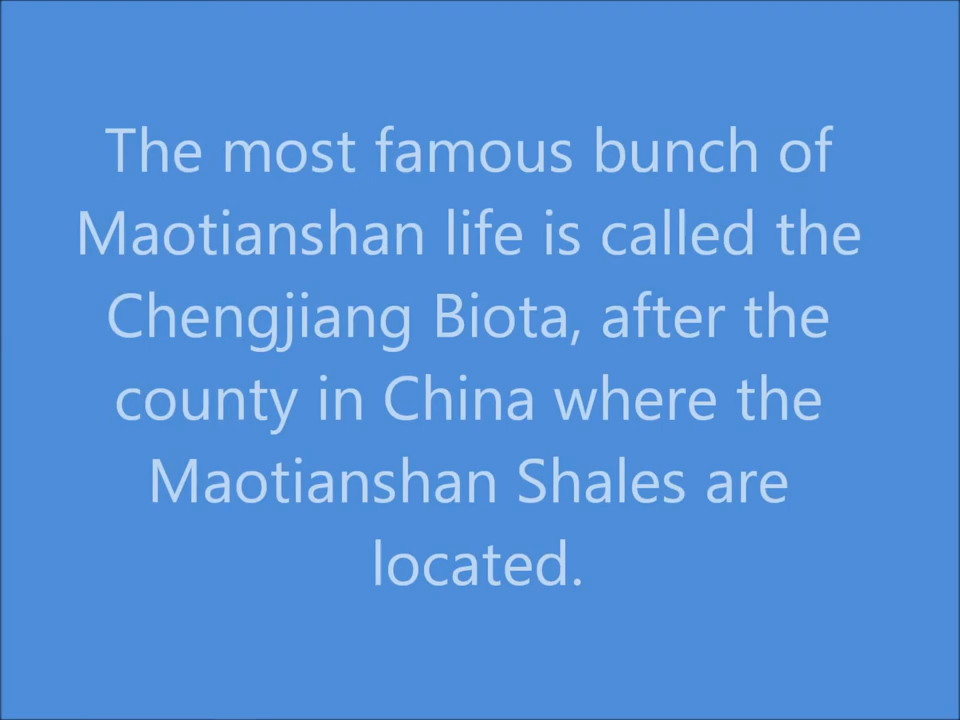 The most famous bunch of
Maotianshan life is called the
Chengjiang Biota, after the
county in China where the
Maotianshan Shales are
located.